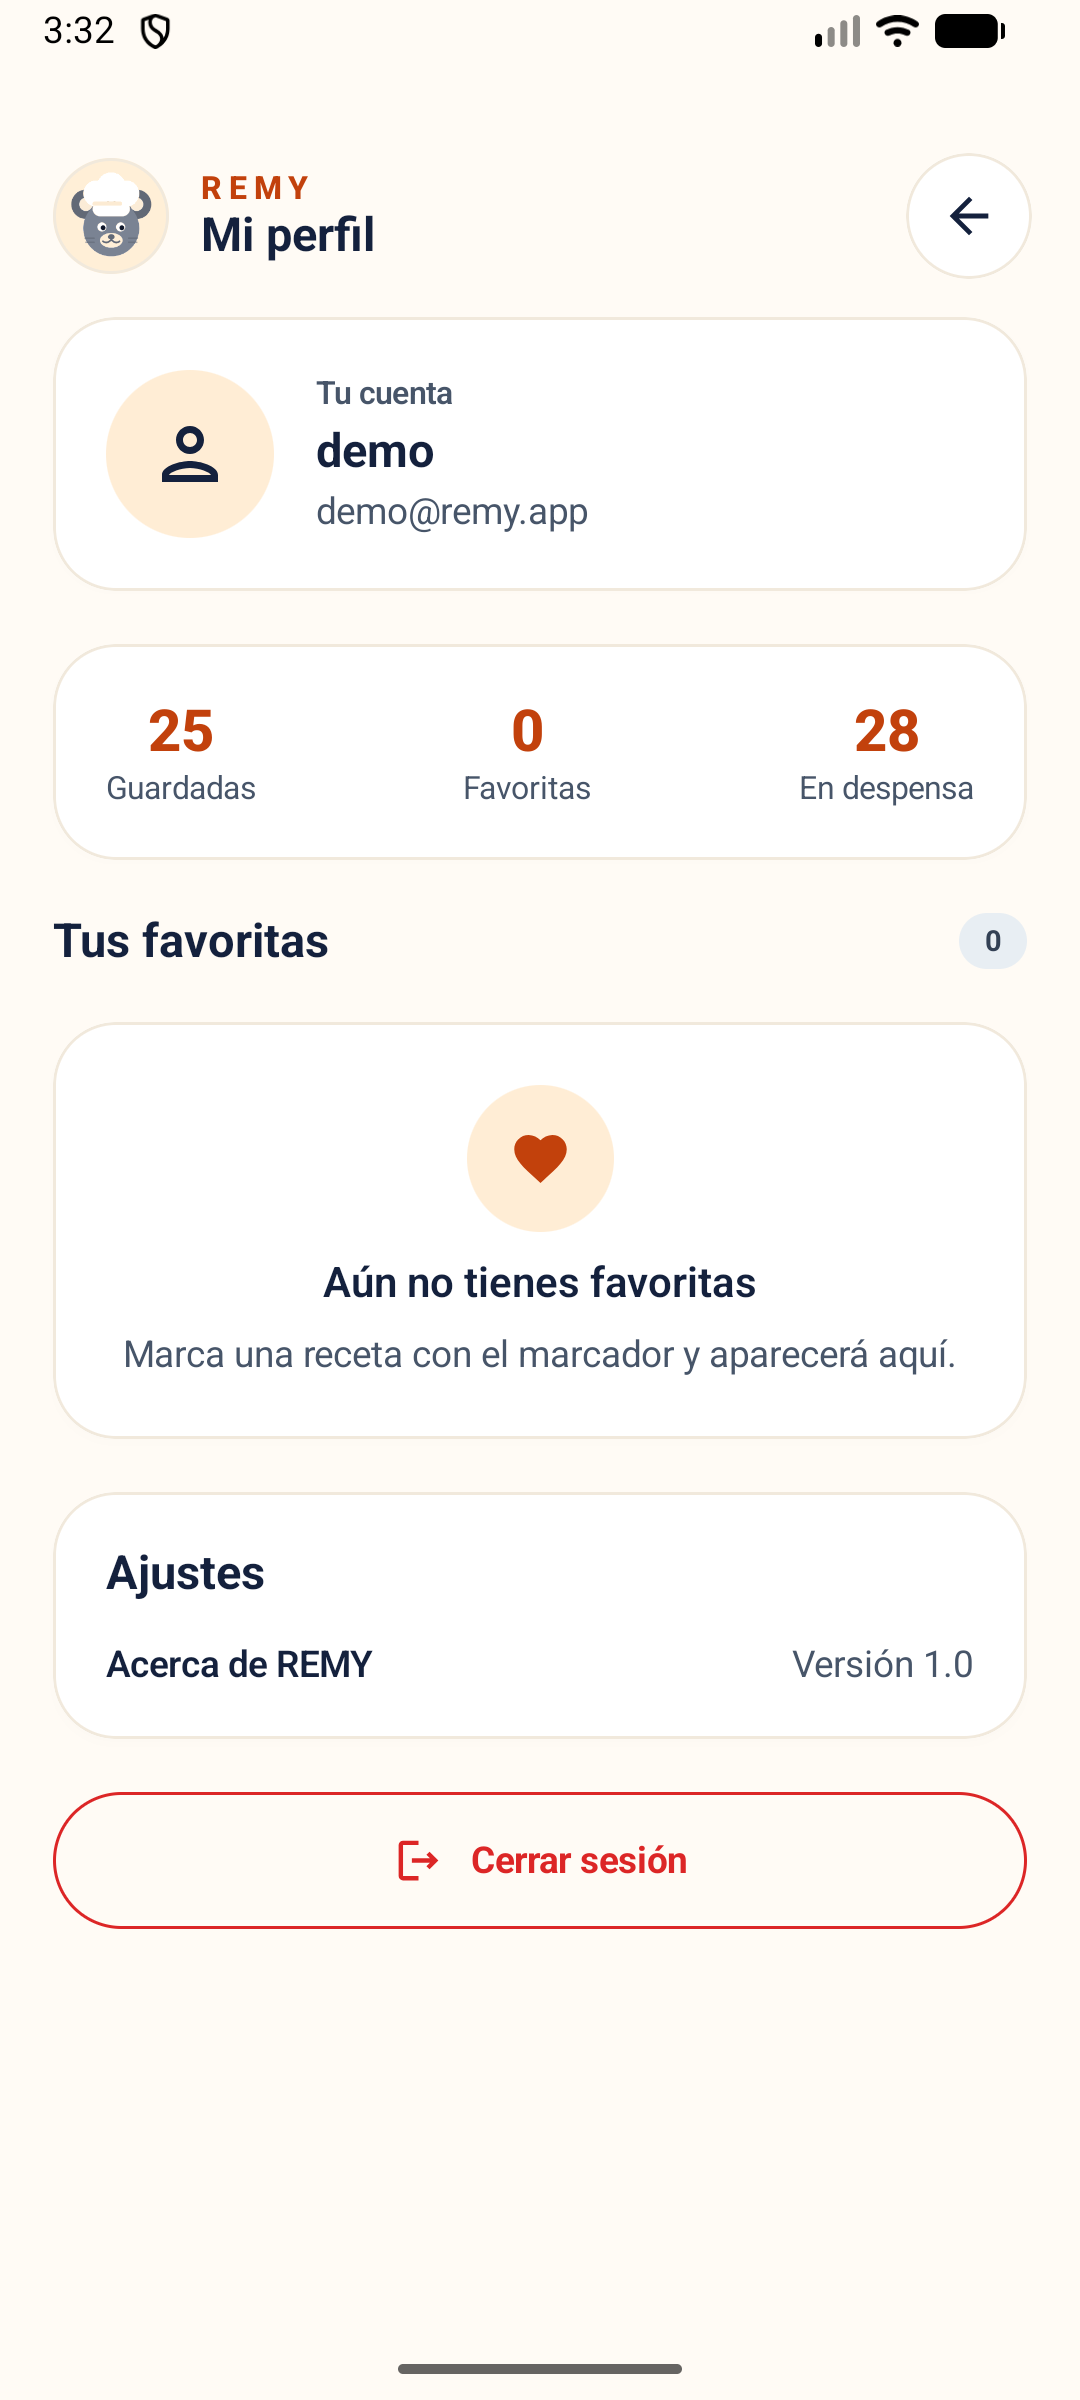 3:32
REMY
Mi perfil
Tu cuenta
demo
demo@remy.app
25
Guardadas
0
Favoritas
28
En despensa
Tus favoritas
0
Aún no tienes favoritas
Marca una receta con el marcador y aparecerá aquí.
Ajustes
Acerca de REMY
Versión 1.0
Cerrar sesión